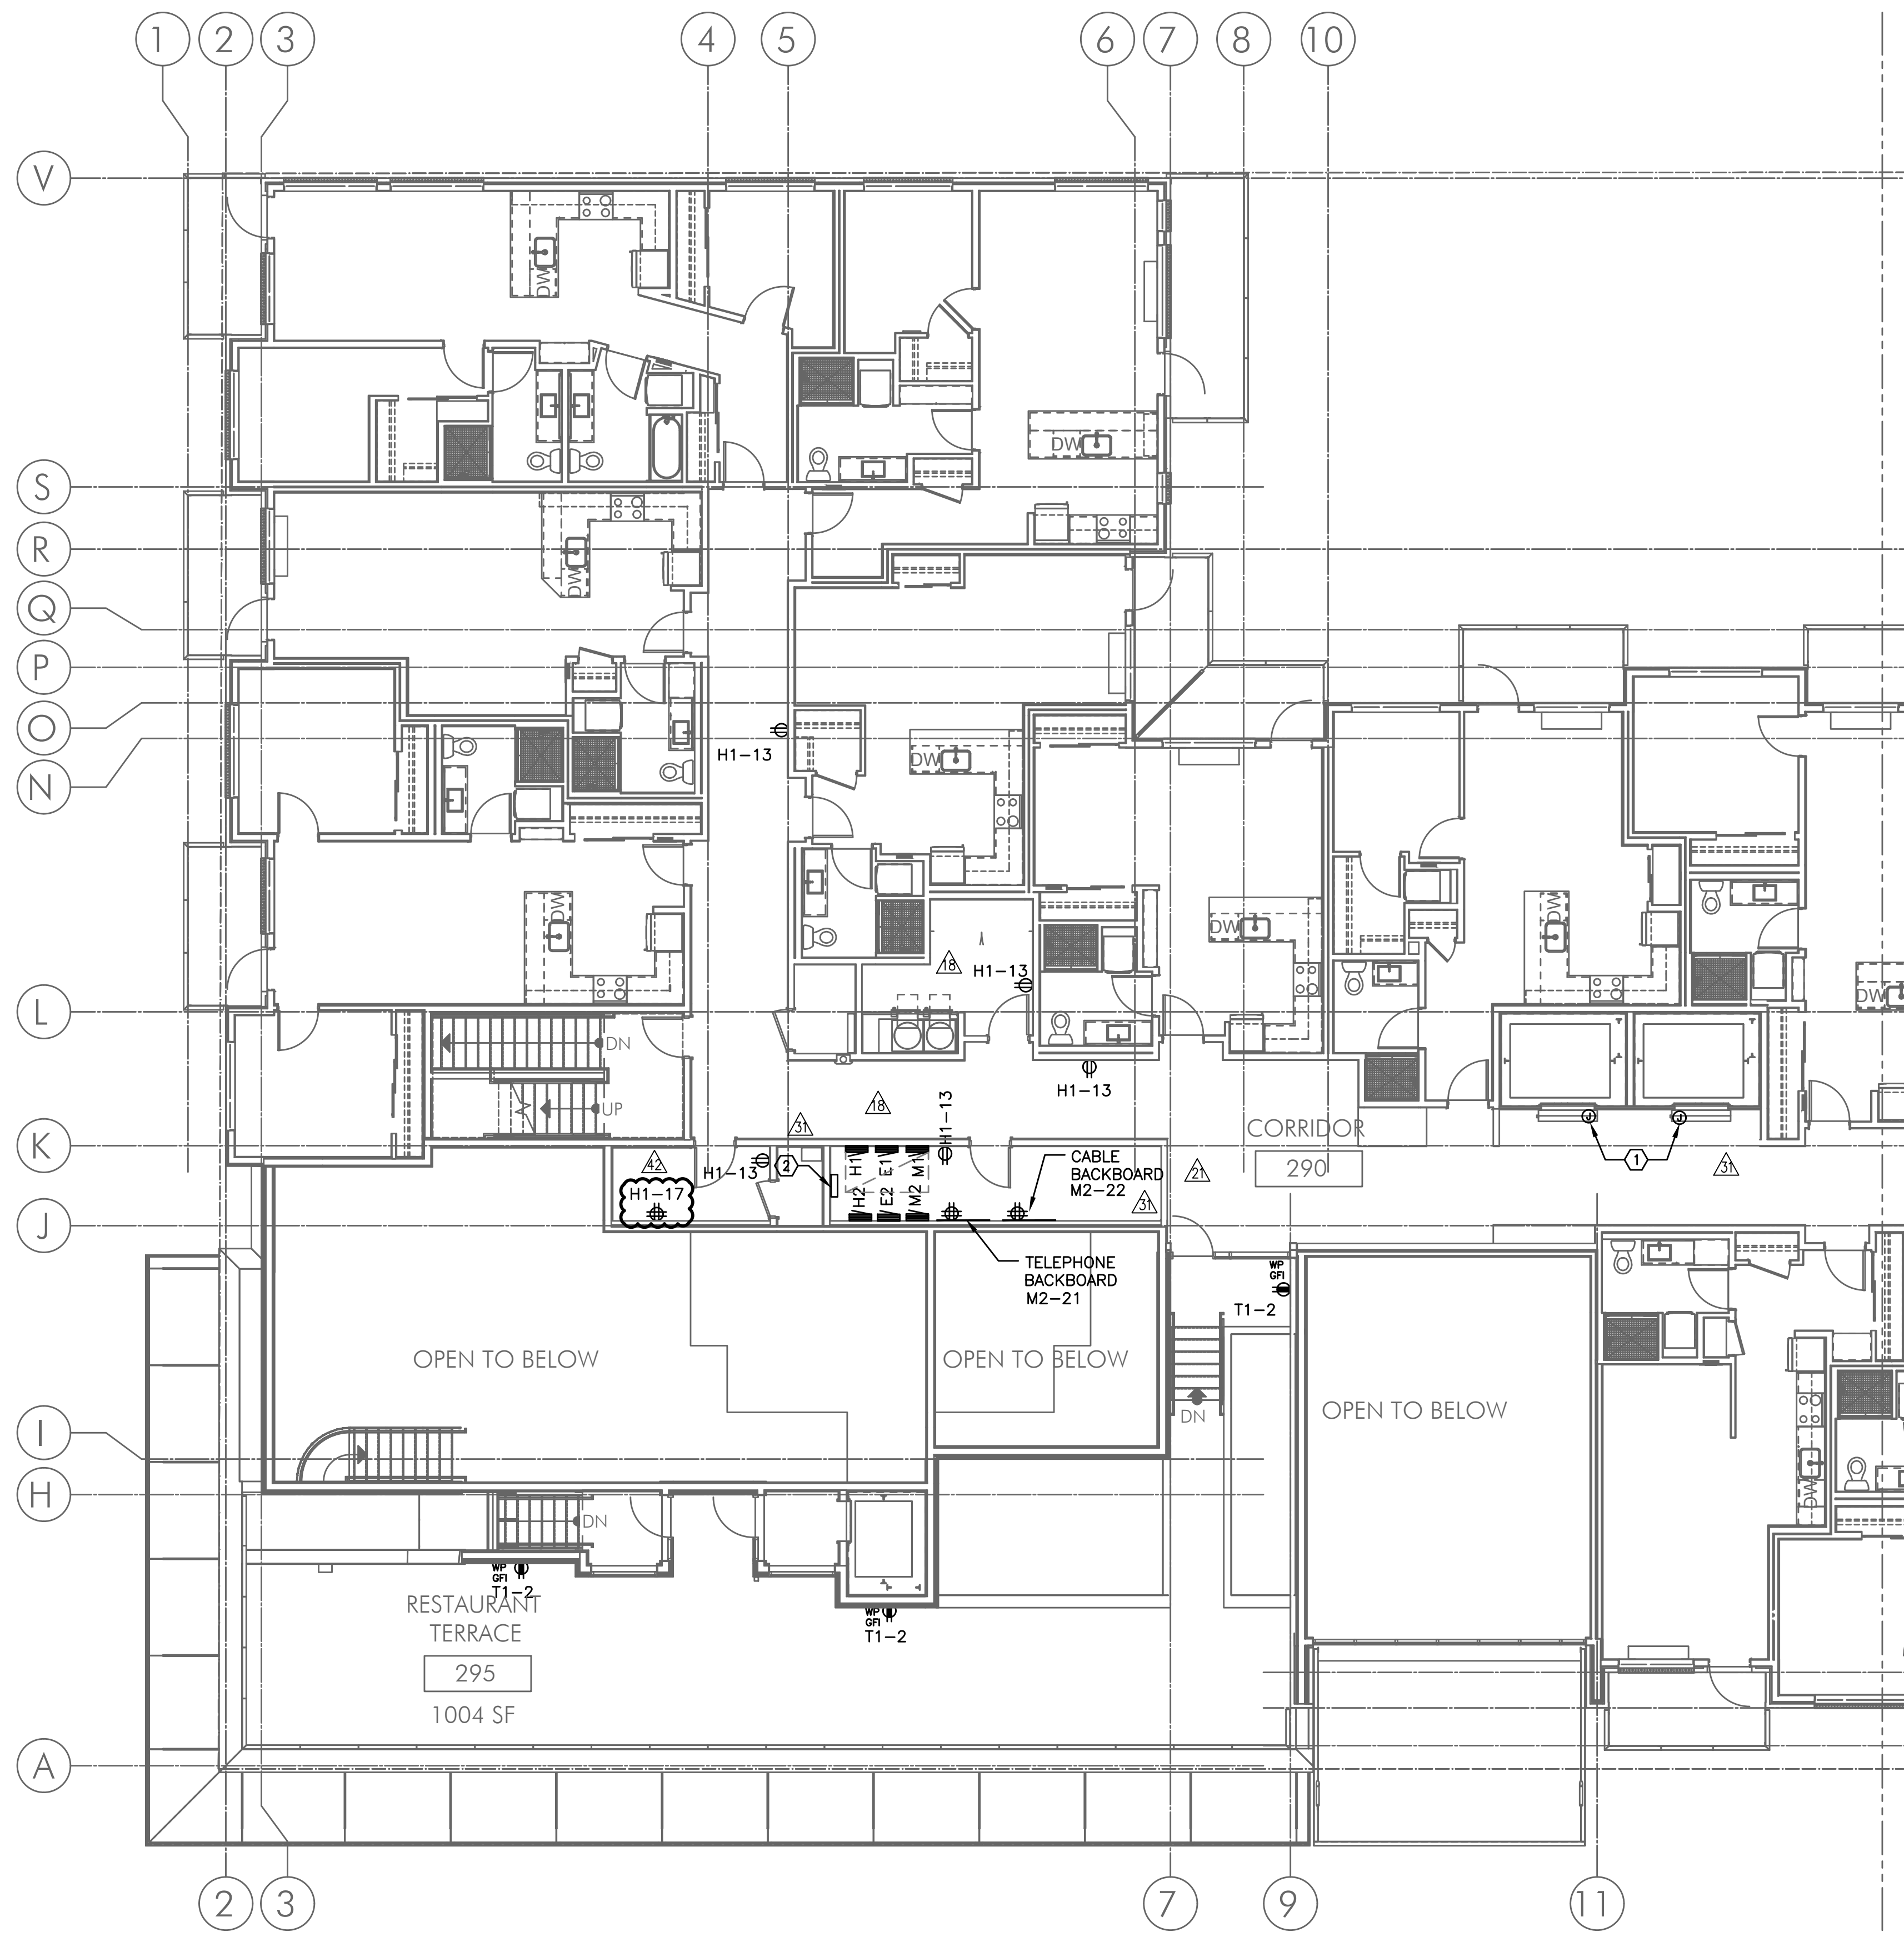 1 2 3 4 5 6 7 8 10
V
DW
DW
S
R
DW
Q
P
O
N
H1-13
DW
DW
DW
DW
18
H1-13
DW
L
DN
UP
H1-13
18
31
H1-13
CORRIDOR
290
K
J J
1
31
42
H1-13
2
H1 E1 M1
H2 E2 M2
CABLE
BACKBOARD
M2-22
21
31
H1-17
J
TELEPHONE
BACKBOARD
M2-21
WP
GFI
T1-2
OPEN TO BELOW
OPEN TO BELOW
OPEN TO BELOW
DN
I
H
DN
DW
WP
GFI
T1-2
WP
GFI
T1-2
RESTAURANT
TERRACE
295
1004 SF
A
2 3 7 9 11